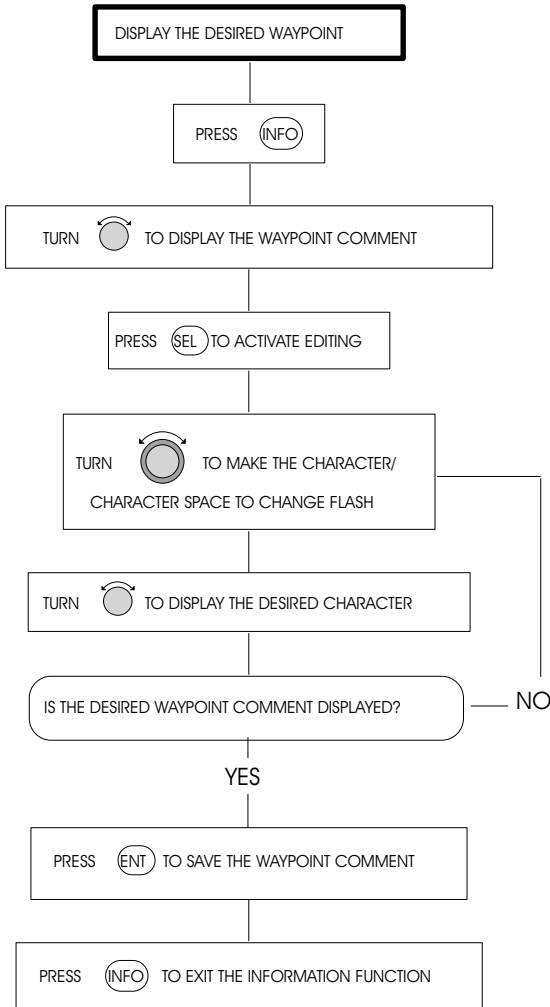 DISPLAY THE DESIRED WAYPOINT
PRESS INFO
TURN TO DISPLAY THE WAYPOINT COMMENT
PRESS SEL TO ACTIVATE EDITING
TURN TO MAKE THE CHARACTER/
CHARACTER SPACE TO CHANGE FLASH
TURN TO DISPLAY THE DESIRED CHARACTER
IS THE DESIRED WAYPOINT COMMENT DISPLAYED?
NO
YES
PRESS ENT TO SAVE THE WAYPOINT COMMENT
PRESS INFO TO EXIT THE INFORMATION FUNCTION